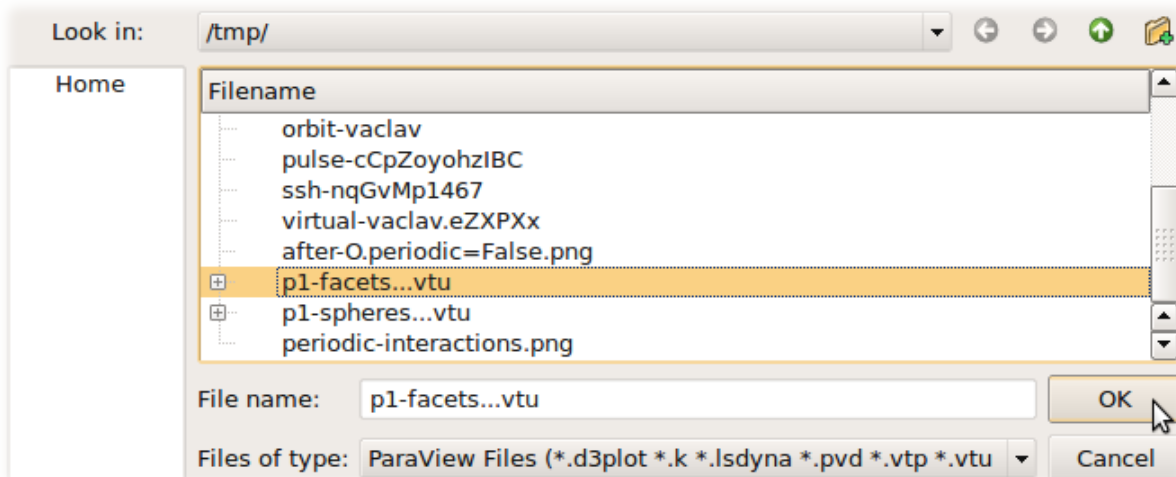 Look in: /tmp/
Home
Filename
orbit-vaclav
pulse-cCpZoyohzIBC
ssh-nqGvMp1467
virtual-vaclav.eZXPXx
after-O.periodic=False.png
p1-facets...vtu
p1-spheres...vtu
periodic-interactions.png
File name: p1-facets...vtu OK
Files of type: ParaView Files (*.d3plot *.k *.lsdyna *.pvd *.vtp *.vtu Cancel